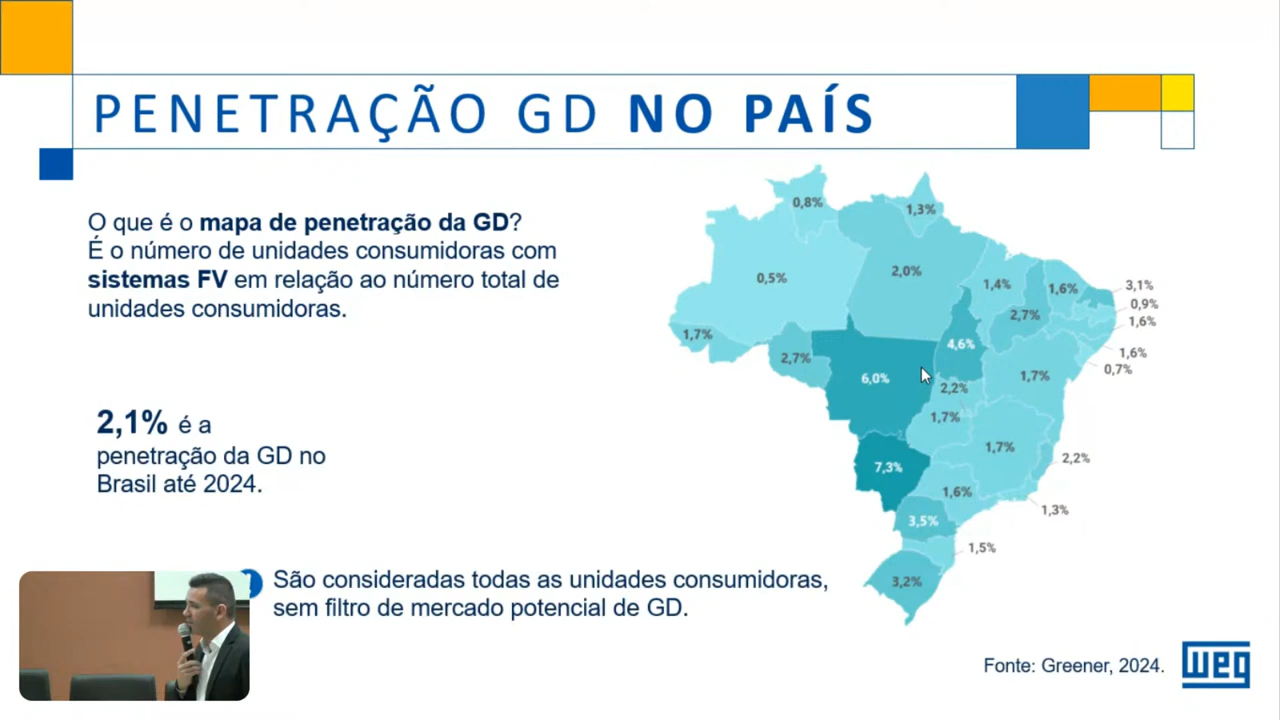 PENETRAÇÃO GD NO PAÍS
O que é o mapa de penetração da GD?
É o número de unidades consumidoras com
sistemas FV em relação ao número total de
unidades consumidoras.
2,1% é a
penetração da GD no
Brasil até 2024.
São consideradas todas as unidades consumidoras,
sem filtro de mercado potencial de GD.
0,8%
1,3%
0,5%
2,0%
1,4%
1,6%
3,1%
0,9%
2,7%
1,6%
1,7%
4,6%
1,6%
2,7%
0,7%
6,0%
1,7%
2,2%
1,7%
1,7%
2,2%
7,3%
1,6%
1,3%
3,5%
1,5%
3,2%
Fonte: Greener, 2024.
weg